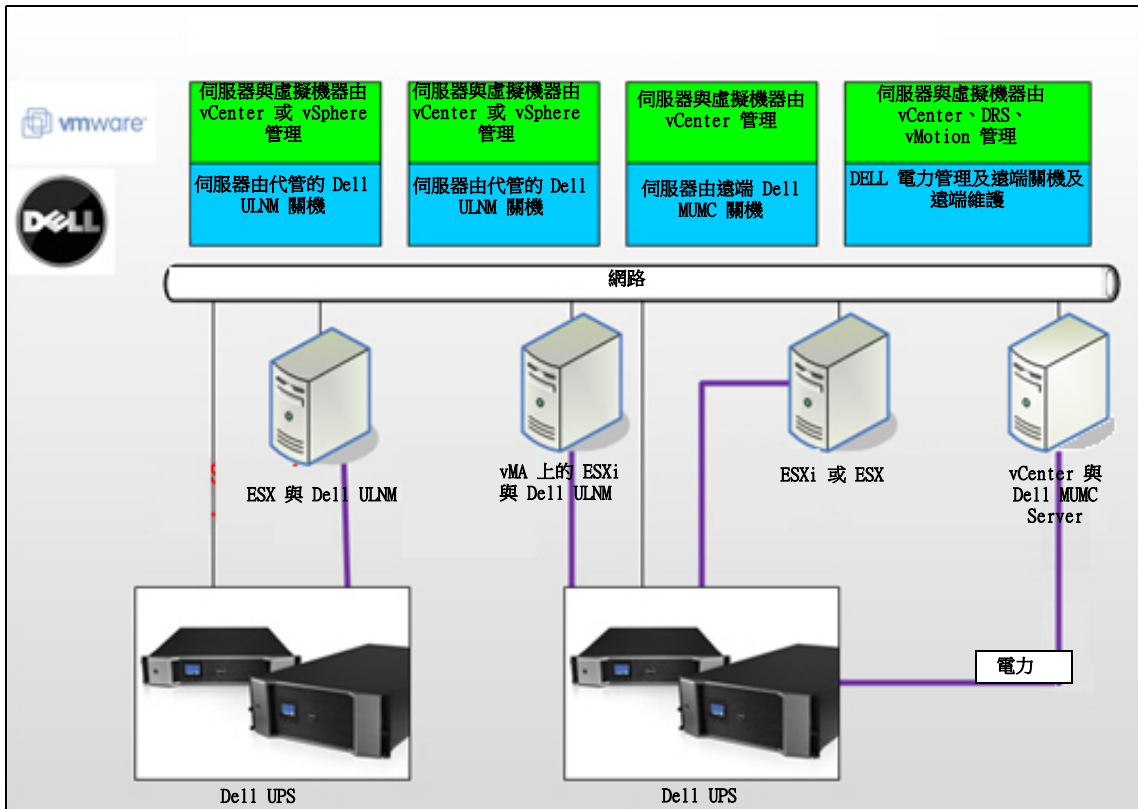 vmware
DELL
伺服器與虛擬機器由
vCenter 或 vSphere
管理
伺服器由代管的 Dell
ULNM 關機
伺服器與虛擬機器由
vCenter 或 vSphere
管理
伺服器由代管的 Dell
ULNM 關機
伺服器與虛擬機器由
vCenter 管理
伺服器由遠端 Dell
MUMC 關機
伺服器與虛擬機器由
vCenter、DRS、
vMotion 管理
DELL 電力管理及遠端關機及
遠端維護
網路
ESX 與 Dell ULNM
vMA 上的 ESXi
與 Dell ULNM
ESXi 或 ESX
vCenter 與
Dell MUMC
Server
電力
Dell UPS
Dell UPS